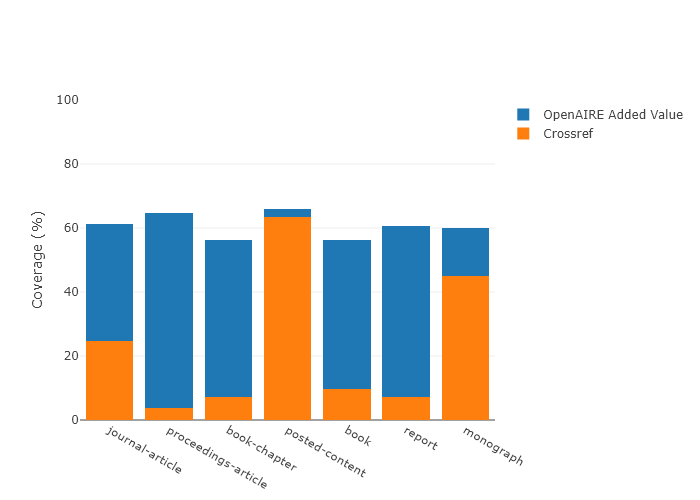 100
80
60
40
20
0
Coverage (%)
journal-article
proceedings-article
book-chapter
posted-content
book
report
monograph
OpenAIRE Added Value
Crossref